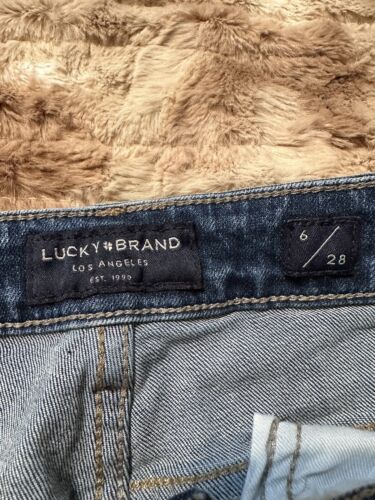 LUCKY BRAND
LOS ANGELES
EST. 1990
6 / 28